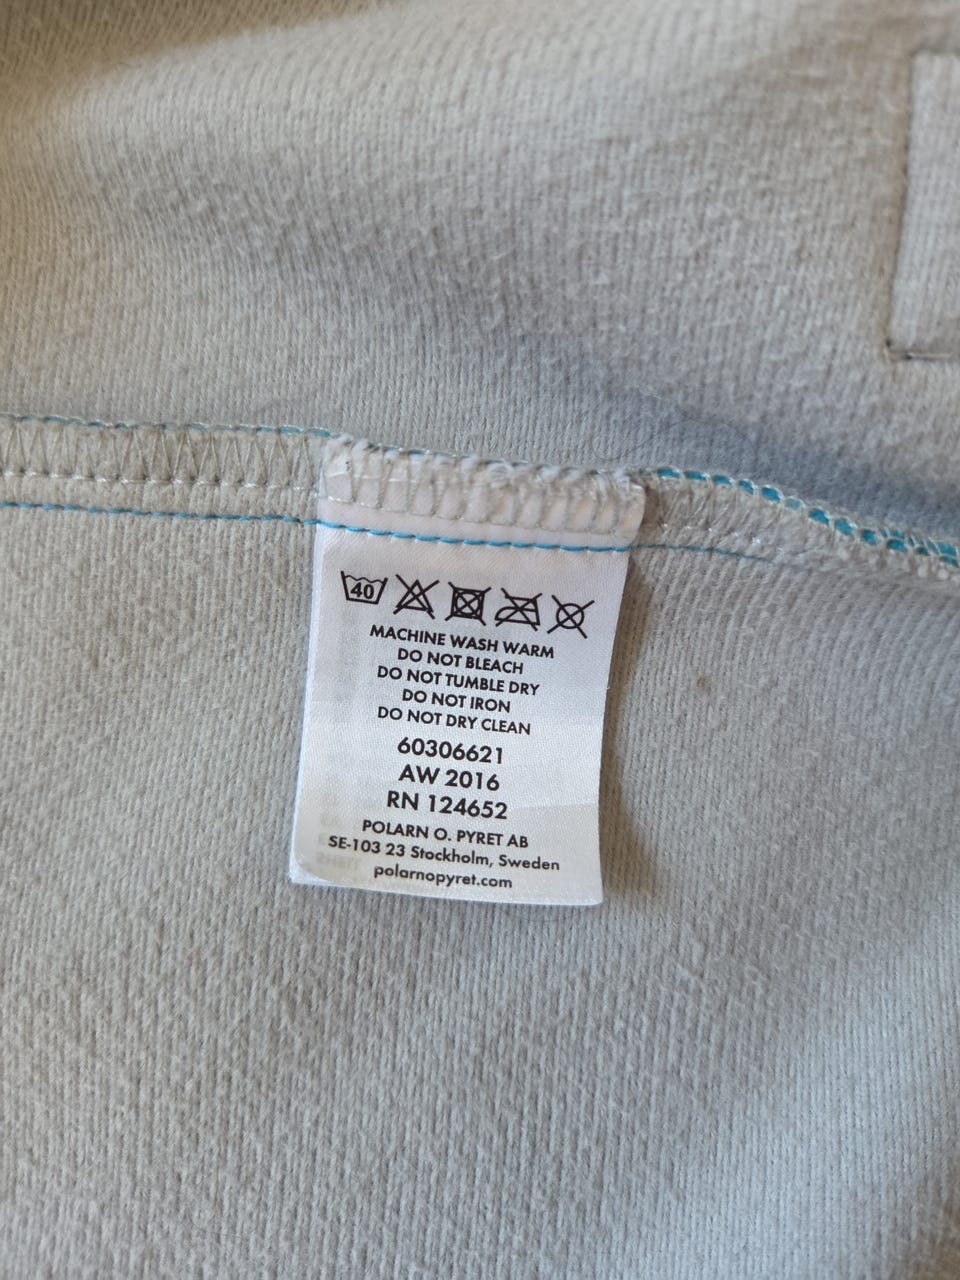 40
MACHINE WASH WARM
DO NOT BLEACH
DO NOT TUMBLE DRY
DO NOT IRON
DO NOT DRY CLEAN
60306621
AW 2016
RN 124652
POLARN O. PYRET AB
SE-103 23 Stockholm, Sweden
polarnopyret.com